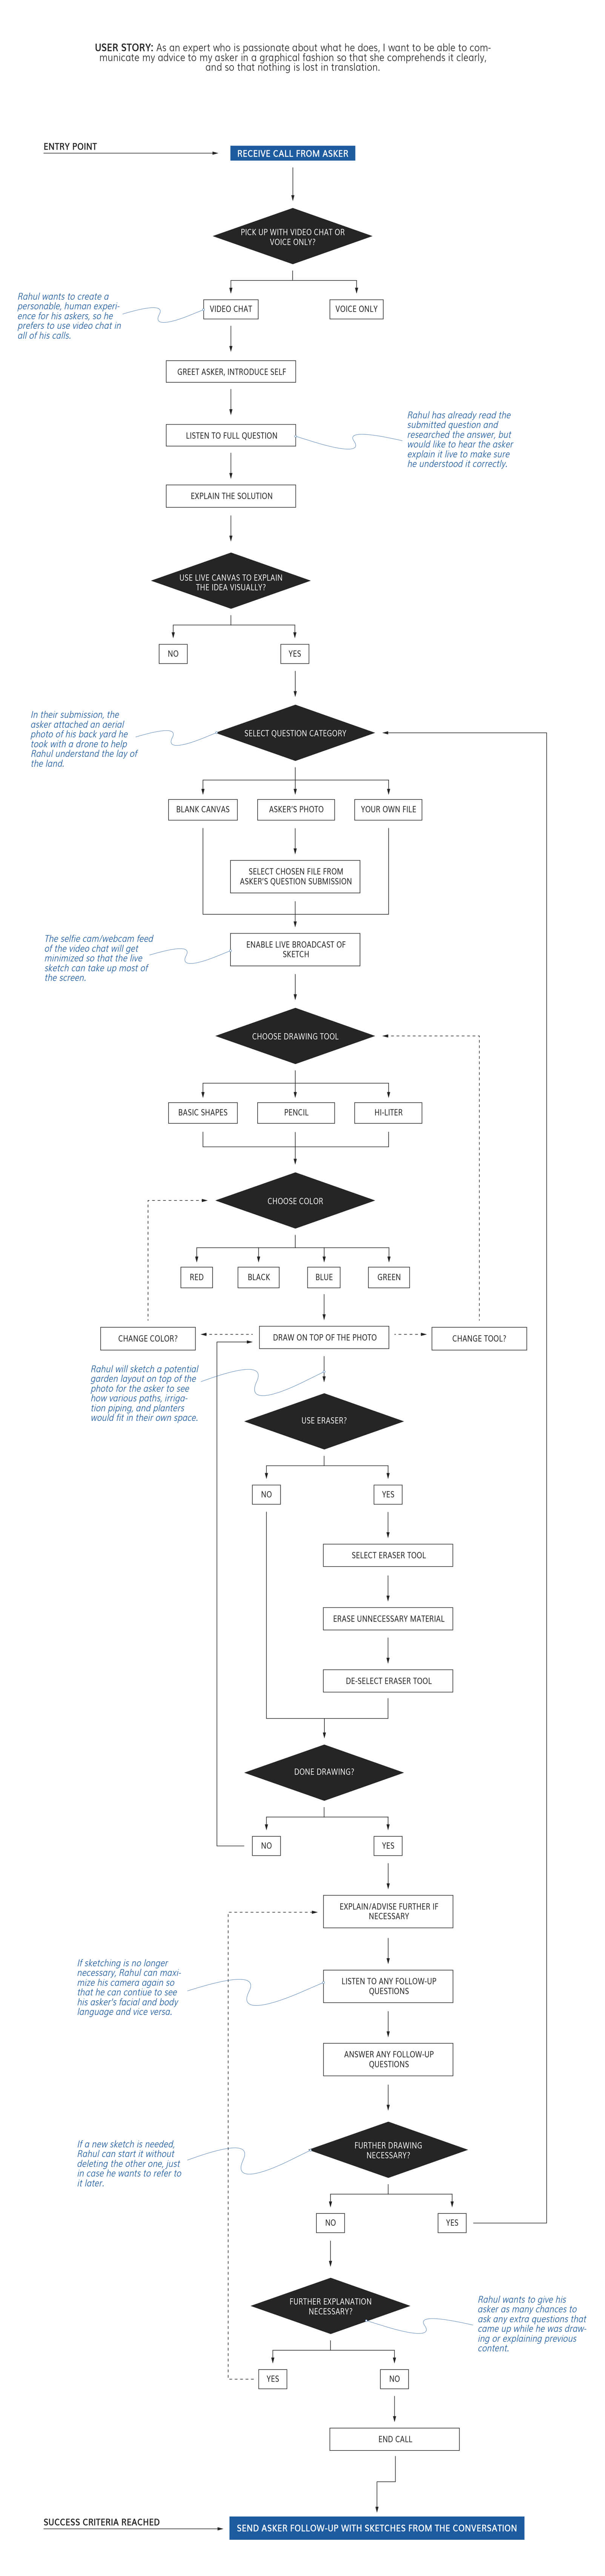 USER STORY: As an expert who is passionate about what he does, I want to be able to com-
municate my advice to my asker in a graphical fashion so that she comprehends it clearly,
and so that nothing is lost in translation.
ENTRY POINT
RECEIVE CALL FROM ASKER
PICK UP WITH VIDEO CHAT OR
VOICE ONLY?
Rahul wants to create a
personable, human experi-
ence for his askers, so he
prefers to use video chat in
all of his calls.
VIDEO CHAT
VOICE ONLY
GREET ASKER, INTRODUCE SELF
LISTEN TO FULL QUESTION
Rahul has already read the
submitted question and
researched the answer, but
would like to hear the asker
explain it live to make sure
he understood it correctly.
EXPLAIN THE SOLUTION
USE LIVE CANVAS TO EXPLAIN
THE IDEA VISUALLY?
NO
YES
In their submission, the
asker attached an aerial
photo of his back yard he
took with a drone to help
Rahul understand the lay of
the land.
SELECT QUESTION CATEGORY
BLANK CANVAS
ASKER'S PHOTO
YOUR OWN FILE
SELECT CHOSEN FILE FROM
ASKER'S QUESTION SUBMISSION
The selfie cam/webcam feed
of the video chat will get
minimized so that the live
sketch can take up most of
the screen.
ENABLE LIVE BROADCAST OF
SKETCH
CHOOSE DRAWING TOOL
BASIC SHAPES
PENCIL
HI-LITER
CHOOSE COLOR
RED
BLACK
BLUE
GREEN
CHANGE COLOR?
DRAW ON TOP OF THE PHOTO
CHANGE TOOL?
Rahul will sketch a potential
garden layout on top of the
photo for the asker to see
how various paths, irriga-
tion piping, and planters
would fit in their own space.
USE ERASER?
NO
YES
SELECT ERASER TOOL
ERASE UNNECESSARY MATERIAL
DE-SELECT ERASER TOOL
DONE DRAWING?
NO
YES
EXPLAIN/ADVISE FURTHER IF
NECESSARY
If sketching is no longer
necessary, Rahul can maxi-
mize his camera again so
that he can contiue to see
his asker's facial and body
language and vice versa.
LISTEN TO ANY FOLLOW-UP
QUESTIONS
ANSWER ANY FOLLOW-UP
QUESTIONS
If a new sketch is needed,
Rahul can start it without
deleting the other one, just
in case he wants to refer to
it later.
FURTHER DRAWING
NECESSARY?
NO
YES
FURTHER EXPLANATION
NECESSARY?
Rahul wants to give his
asker as many chances to
ask any extra questions that
came up while he was draw-
ing or explaining previous
content.
YES
NO
END CALL
SUCCESS CRITERIA REACHED
SEND ASKER FOLLOW-UP WITH SKETCHES FROM THE CONVERSATION